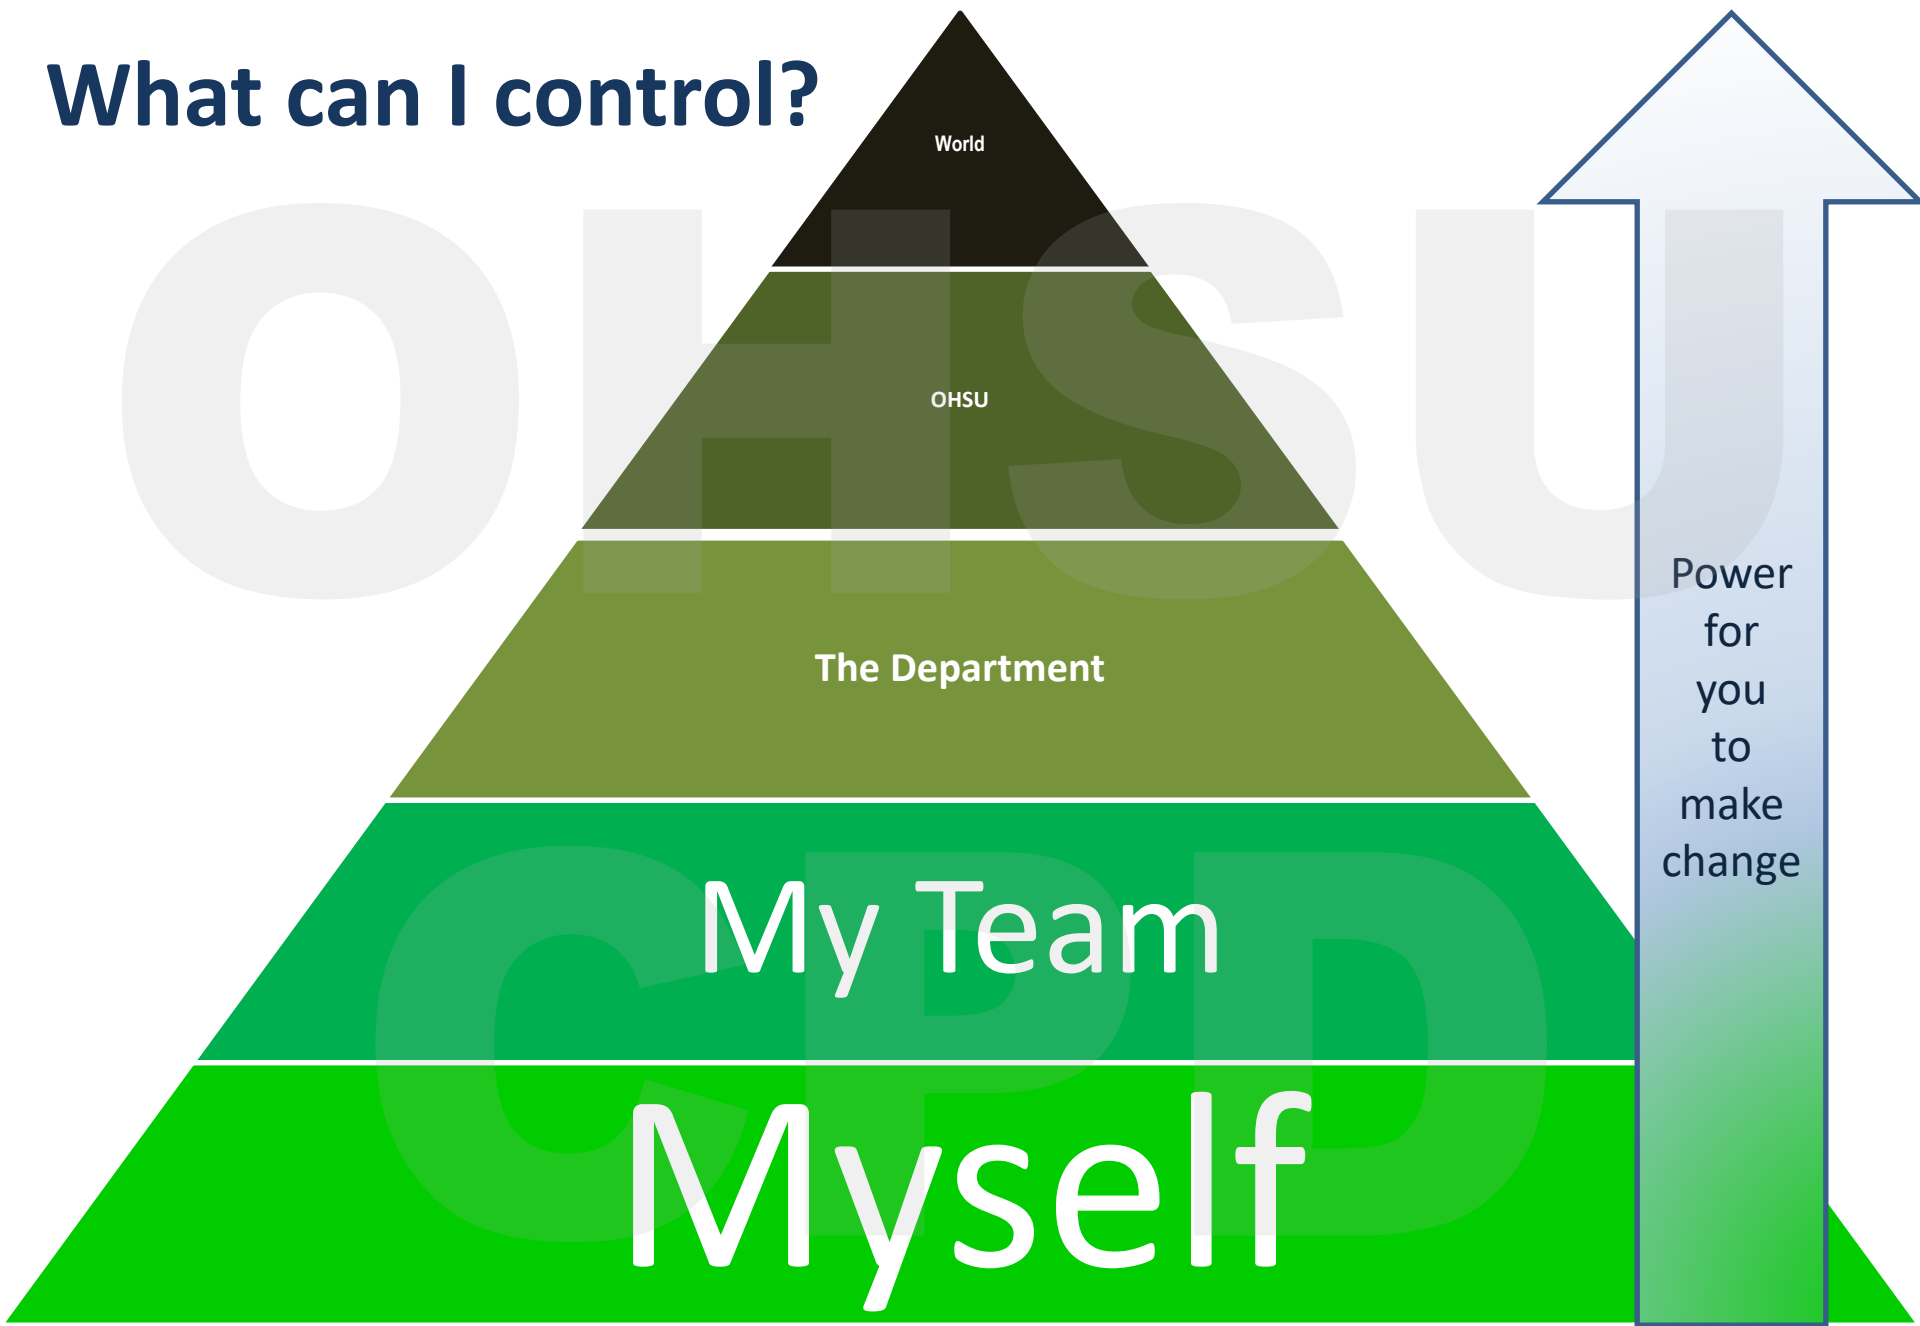 What can I control?
World
OHSU
The Department
My Team
Myself
Power
for
you
to
make
change
OHSU
CPD